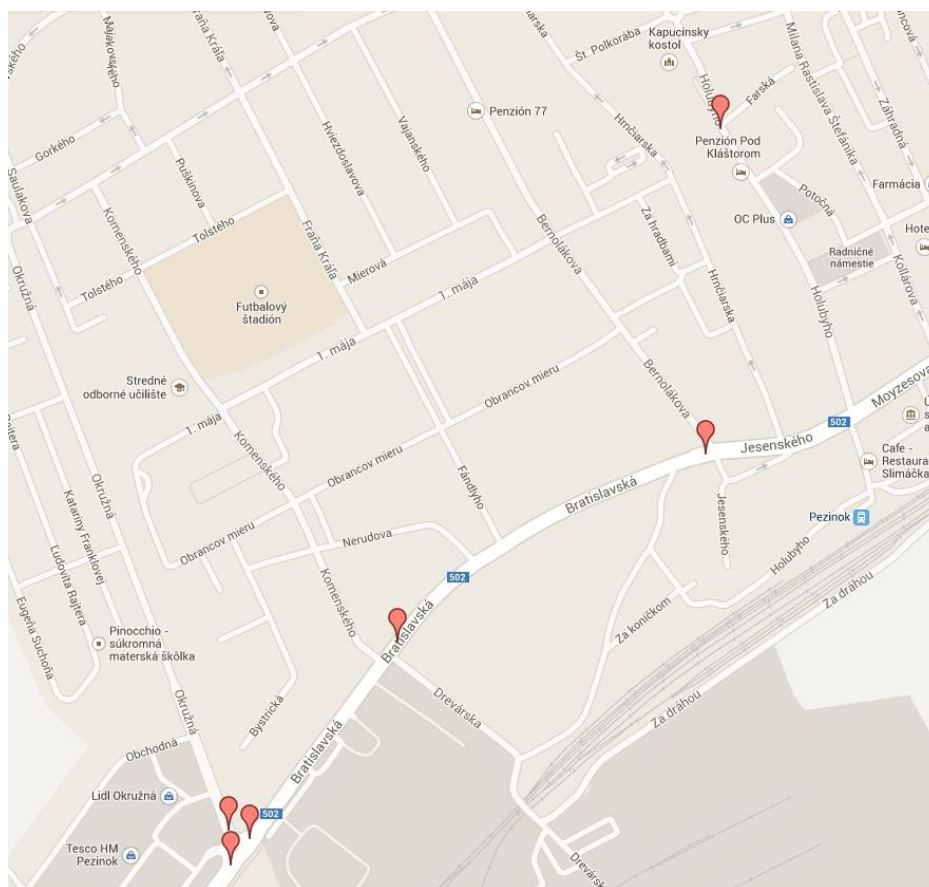 Kapucínsky
kostol
Št. Polkorába
Holubyho
Farská
Milana Rastislava Štefánika
Záhradná
Majakovského
Fraňa Kráľa
Penzión 77
Hrnčiarska
Penzión Pod
Kláštorom
Gorkého
Puškinova
Hviezdoslavova
Vajanského
Saulakova
Komenského
Tolstého
Tolstého
Potočná
Farmácia
OC Plus
Hote
Radničné
námestie
Kollárova
Za hradbami
Bernolákova
Fraňa Kráľa
Mierová
1. mája
Hrnčiarska
Holubyho
Okružná
Futbalový
štadión
1. mája
Stredné
odborné učilište
Bernolákova
Obrancov mieru
Moyzesova
1. mája
502
Jesenského
Komenského
Obrancov mieru
Fándlyho
Cafe -
Restaura
Slimáčka
Rajtera
Okružná
Kataríny Franklovej
Ľudovíta Rajtera
Bratislavská
Jesenského
Pezinok
Obrancov mieru
Nerudova
Holubyho
502
Komenského
Eugena Suchoňa
Za koníčkom
Za dráhou
Pinocchio -
súkromná
materská škôlka
Bratislavská
Drevárska
Okružná
Bystrická
Za dráhou
Obchodná
Bratislavská
Lidl Okružná
502
Tesco HM
Pezinok
Drevárska